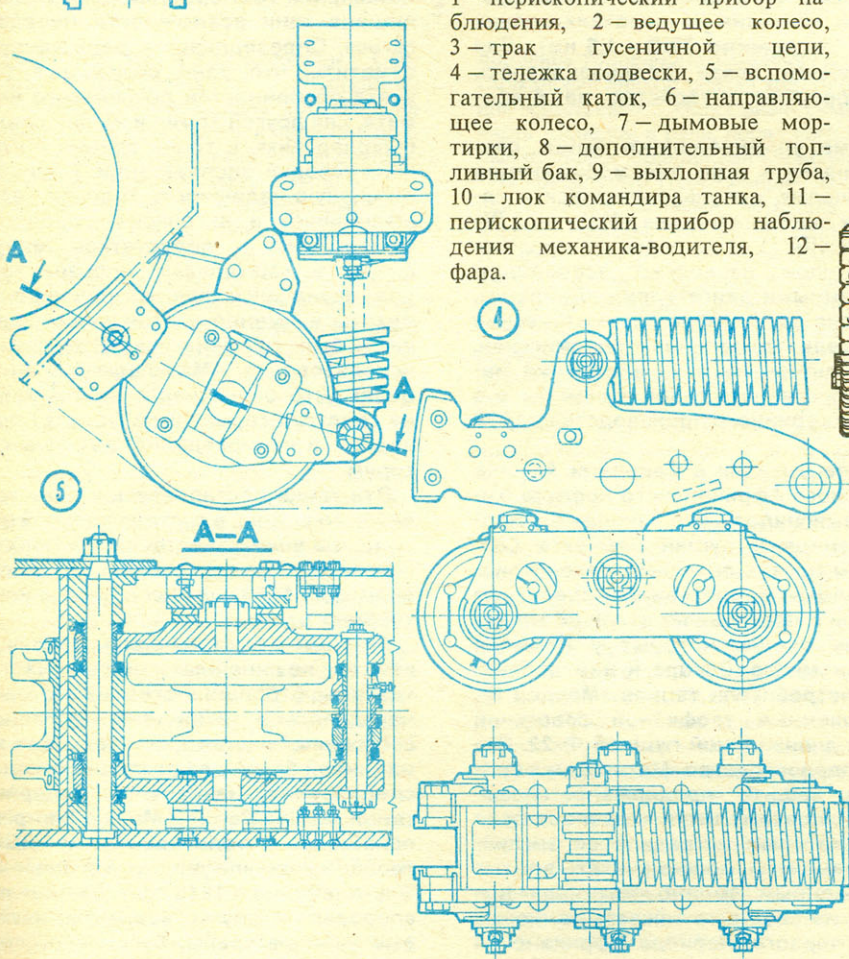 1 — перископический прибор на-
блюдения, 2 — ведущее колесо,
3 — трак гусеничной цепи,
4 — тележка подвески, 5 — вспомо-
гательный каток, 6 — направляю-
щее колесо, 7 — дымовые мор-
тирки, 8 — дополнительный топ-
ливный бак, 9 — выхлопная труба,
10 — люк командира танка, 11 —
перископический прибор наблю-
дения механика-водителя, 12 —
фара.
А
А
4
5
А—А